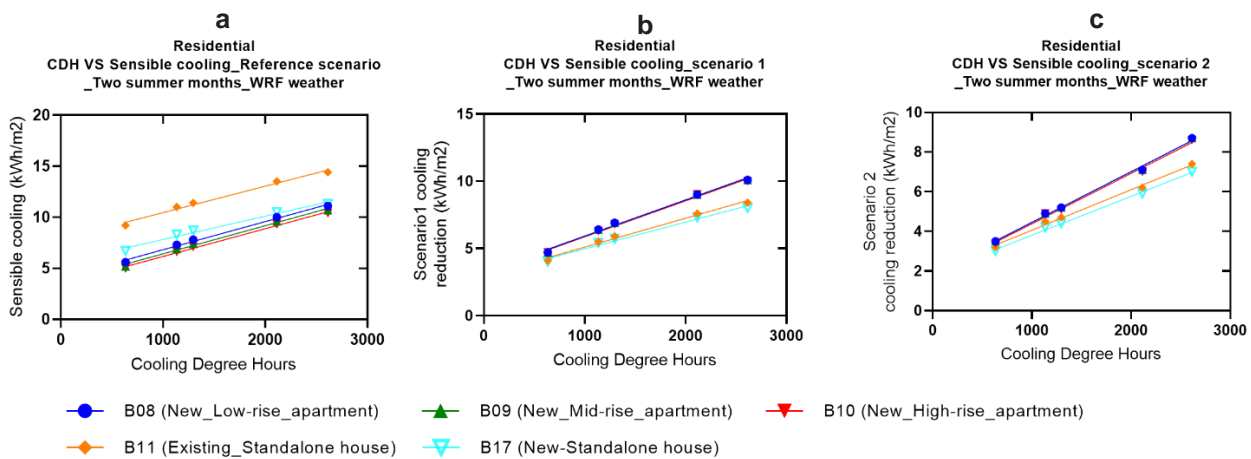 a
Residential
CDH VS Sensible cooling_Reference scenario
_Two summer months_WRF weather
20
15
10
5
0
Sensible cooling (kWh/m2)
0
1000
2000
3000
Cooling Degree Hours
b
Residential
CDH VS Sensible cooling_scenario 1
_Two summer months_WRF weather
15
10
5
0
Scenario1 cooling
reduction (kWh/m2)
0
1000
2000
3000
Cooling Degree Hours
c
Residential
CDH VS Sensible cooling_scenario 2
_Two summer months_WRF weather
10
8
6
4
2
0
Scenario 2
cooling reduction (kWh/m2)
0
1000
2000
3000
Cooling Degree Hours
B08 (New_Low-rise_apartment)
B09 (New_Mid-rise_apartment)
B10 (New_High-rise_apartment)
B11 (Existing_Standalone house)
B17 (New-Standalone house)